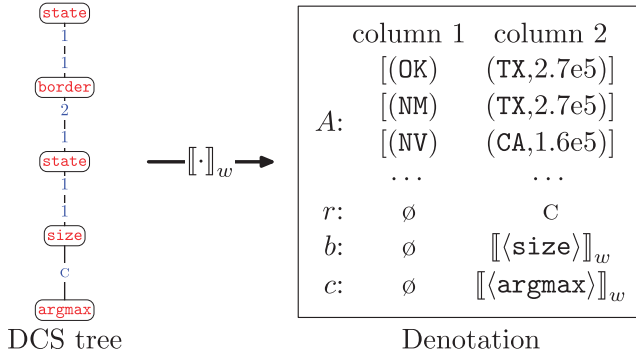 state
1
1
border
2
1
state
1
1
size
C
argmax
DCS tree
⟦·⟧w
column 1 column 2
A:
[(OK) (TX,2.7e5)]
[(NM) (TX,2.7e5)]
[(NV) (CA,1.6e5)]
... ...
r: ø C
b: ø ⟦⟨size⟩⟧w
c: ø ⟦⟨argmax⟩⟧w
Denotation